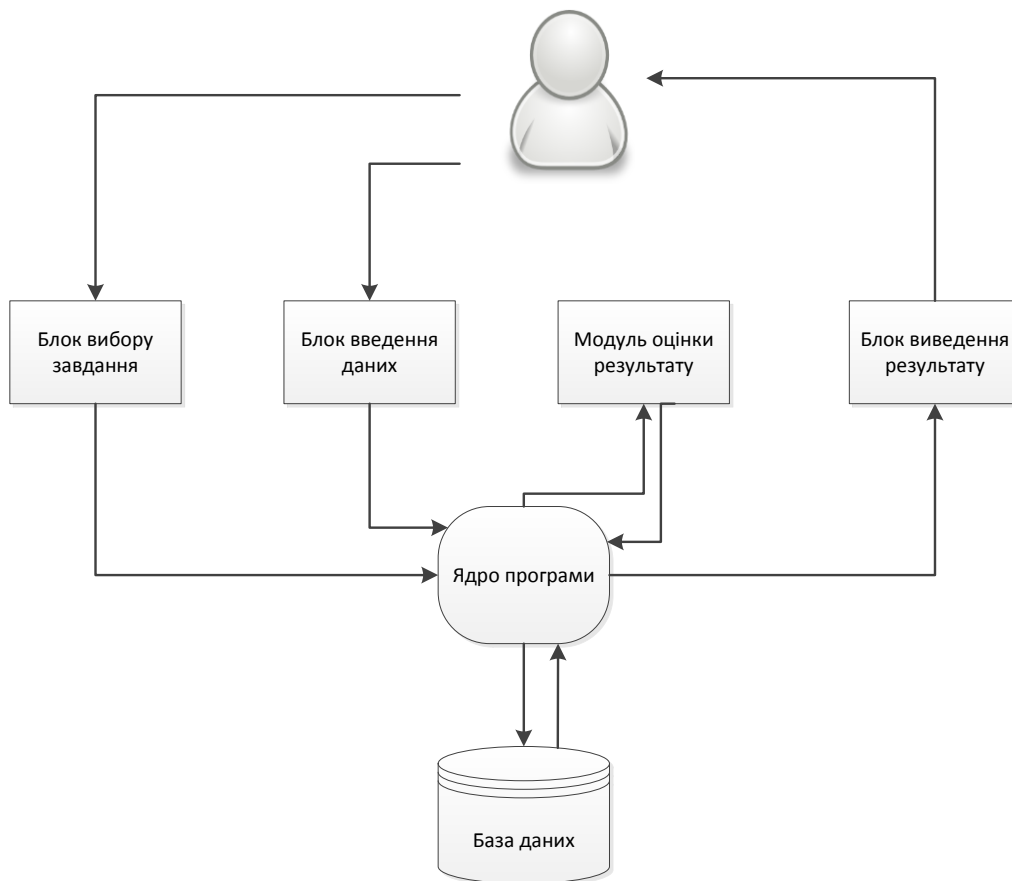 Блок вибору
завдання
Блок введення
даних
Модуль оцінки
результату
Блок виведення
результату
Ядро програми
База даних